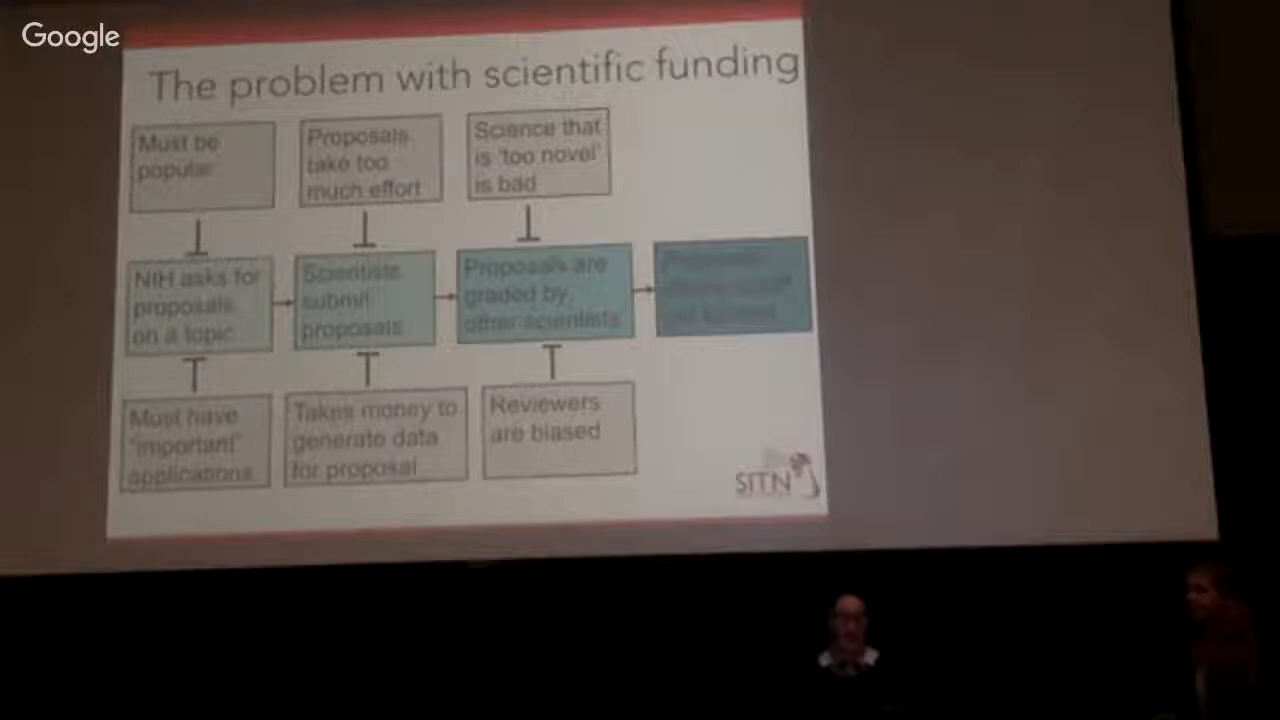 Google
The problem with scientific funding
Must be
popular
Proposals
take too
much effort
Science that
is 'too novel'
is bad
NIH asks for
proposals
on a topic
Scientists
submit
proposals
Proposals are
graded by
other scientists
Must have
"important"
applications
Takes money to
generate data
for proposal
Reviewers
are biased
SITN